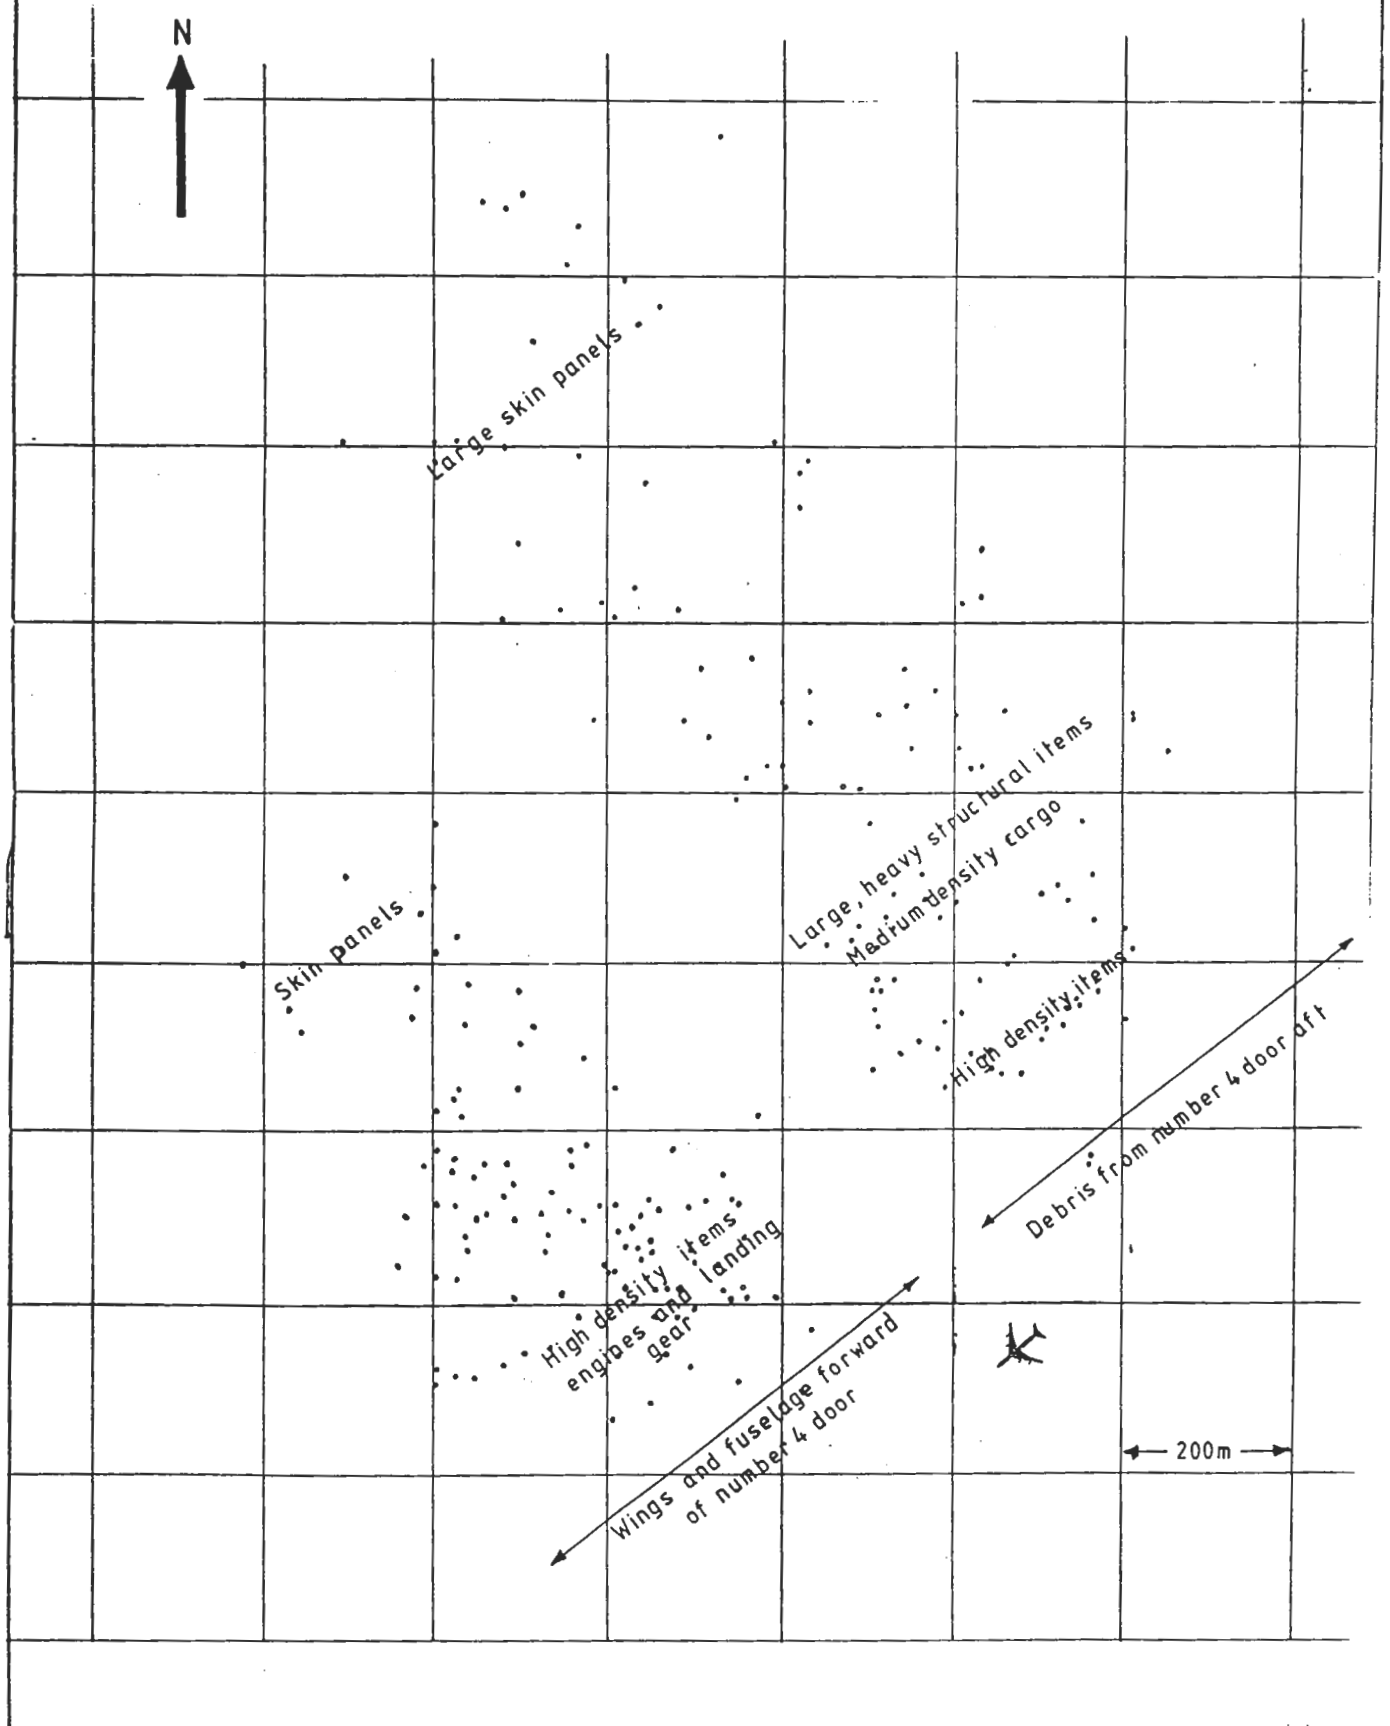 N
Large skin panels
Large, heavy structural items
Medium density cargo
Skin panels
High density items
Debris from number 4 door aft
High density items
engines and landing
gear
Wings and fuselage forward
of number 4 door
200m